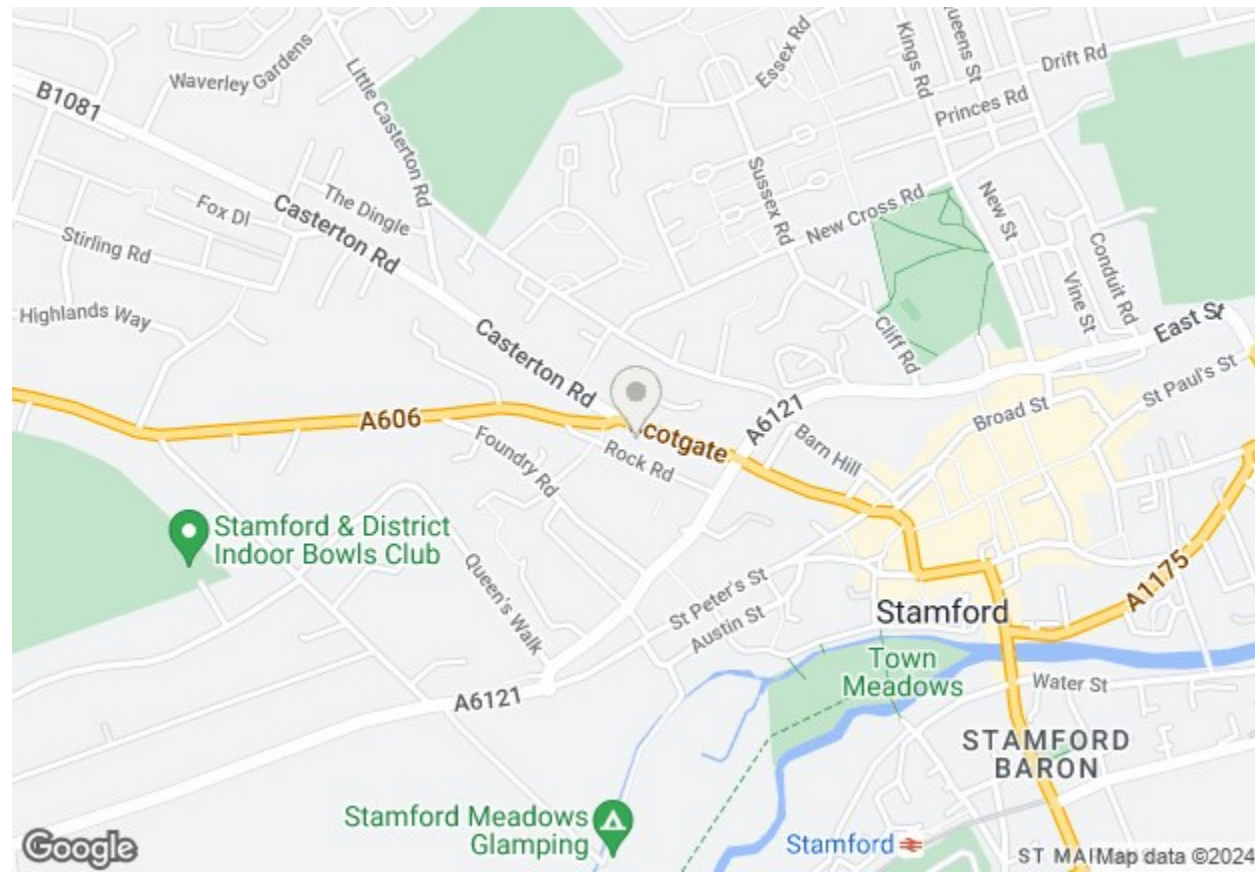 Waverley Gardens
B1081
Little Casterton Rd
Essex Rd
Kings Rd
Queens St
Drift Rd
Princes Rd
The Dingle
Fox Dl
Casterton Rd
Stirling Rd
Sussex Rd
New Cross Rd
New St
Conduit Rd
Vine St
Highlands Way
Casterton Rd
Cliff Rd
East St
St Paul's St
A606
cotgate
A6121
Broad St
Barn Hill
Foundry Rd
Rock Rd
Stamford & District
Indoor Bowls Club
Queen's Walk
St Peter's St
Austin St
A1175
Stamford
Town
Meadows
A6121
Water St
STAMFORD
BARON
Stamford Meadows
Glamping
Stamford
Google
Map data ©2024